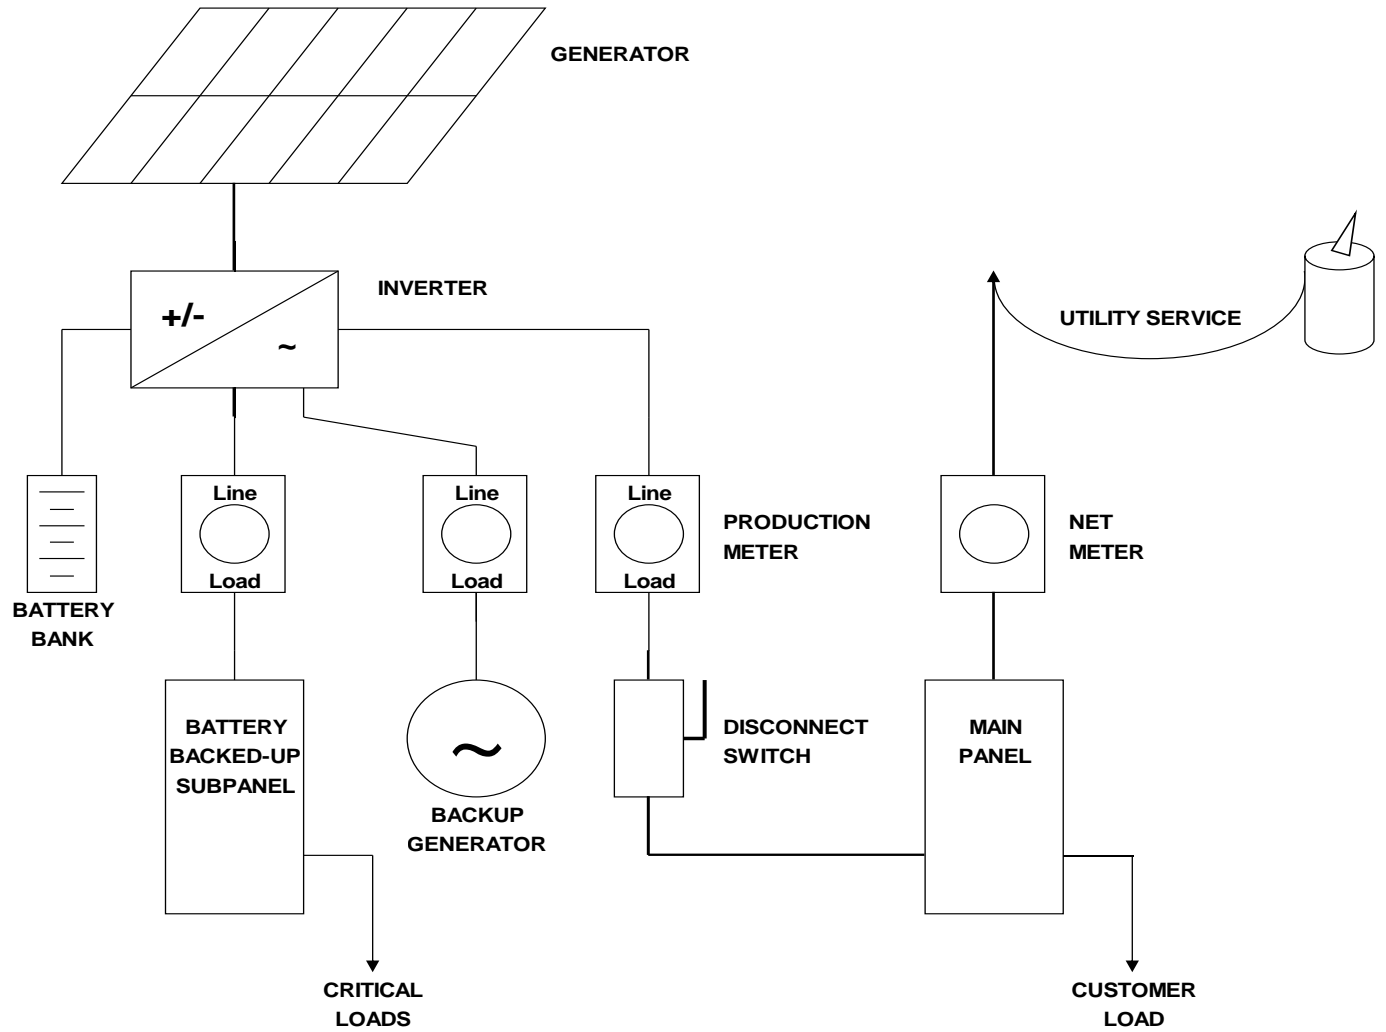 GENERATOR
INVERTER
+/-
~
UTILITY SERVICE
Line
Load
Line
Load
Line
Load
PRODUCTION
METER
NET
METER
BATTERY
BANK
BATTERY
BACKED-UP
SUBPANEL
~
BACKUP
GENERATOR
DISCONNECT
SWITCH
MAIN
PANEL
CRITICAL
LOADS
CUSTOMER
LOAD